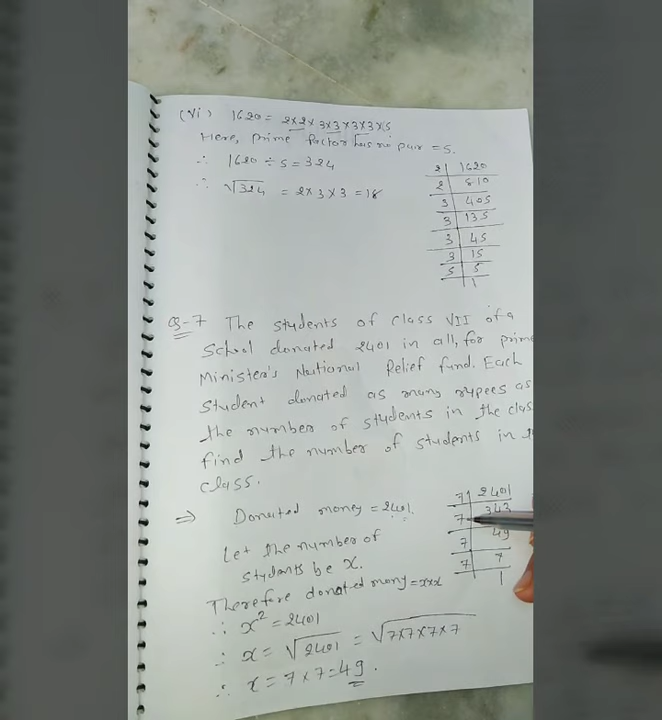 (vi) 1620 = 2×2×3×3×3×3×5
Here, prime factor has no pair = 5.
∴ 1620 ÷ 5 = 324
∴ √324 = 2×3×3 = 18
2 | 1620
2 | 810
3 | 405
3 | 135
3 | 45
3 | 15
5 | 5
1
Q-7 The students of class VII of a
School donated 2401 in all, for prime
Minister's National Relief fund. Each
student donated as many rupees as
the number of students in the clas
find the number of students in
class.
⇒ Donated money = 2401.
Let the number of
students be x.
Therefore donated mony = x×x
∴ x² = 2401
∴ x = √2401 = √7×7×7×7
∴ x = 7×7=49.
7 | 2401
7 | 343
7 | 49
7 | 7
1